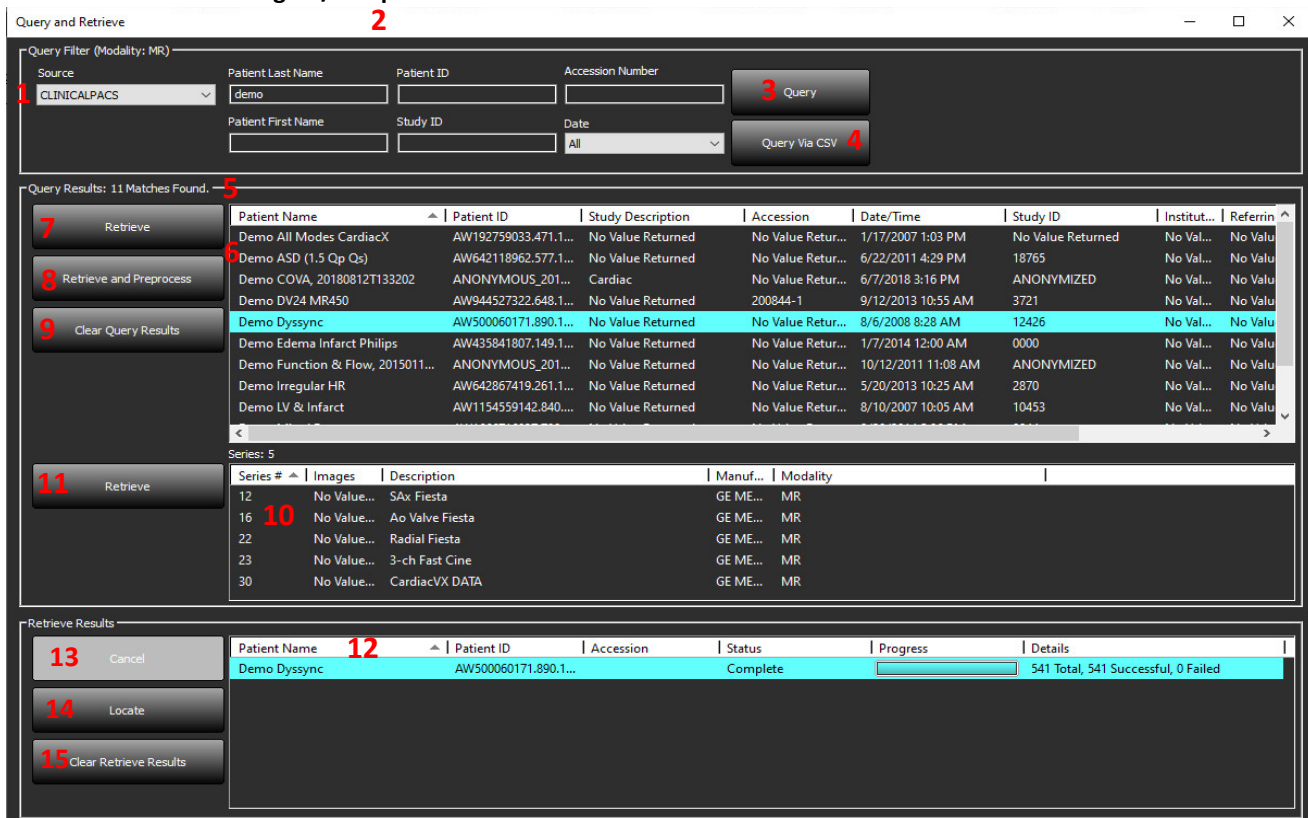 Query and Retrieve 2
Query Filter (Modality: MR)
Source Patient Last Name Patient ID Accession Number
1 CLINICALPACS demo 3 Query
Patient First Name Study ID Date
All Query Via CSV 4
Query Results: 11 Matches Found. 5
7 Retrieve
8 Retrieve and Preprocess
9 Clear Query Results
6
Patient Name Patient ID Study Description Accession Date/Time Study ID Institut... Referrin
Demo All Modes CardiacX AW192759033.471.1... No Value Returned No Value Retur... 1/17/2007 1:03 PM No Value Returned No Val... No Valu
Demo ASD (1.5 Qp Qs) AW642118962.577.1... No Value Returned No Value Retur... 6/22/2011 4:29 PM 18765 No Val... No Valu
Demo COVA, 20180812T133202 ANONYMOUS_201... Cardiac No Value Retur... 6/7/2018 3:16 PM ANONYMIZED No Val... No Valu
Demo DV24 MR450 AW944527322.648.1... No Value Returned 200844-1 9/12/2013 10:55 AM 3721 No Val... No Valu
Demo Dyssync AW500060171.890.1... No Value Returned No Value Retur... 8/6/2008 8:28 AM 12426 No Val... No Valu
Demo Edema Infarct Philips AW435841807.149.1... No Value Returned No Value Retur... 1/7/2014 12:00 AM 0000 No Val... No Valu
Demo Function & Flow, 2015011... ANONYMOUS_201... No Value Returned No Value Retur... 10/12/2011 11:08 AM ANONYMIZED No Val... No Valu
Demo Irregular HR AW642867419.261.1... No Value Returned No Value Retur... 5/20/2013 10:25 AM 2870 No Val... No Valu
Demo LV & Infarct AW1154559142.840.... No Value Returned No Value Retur... 8/10/2007 10:05 AM 10453 No Val... No Valu
Series: 5
11 Retrieve
Series # Images Description Manuf... Modality
12 No Value... SAx Fiesta GE ME... MR
16 10 No Value... Ao Valve Fiesta GE ME... MR
22 No Value... Radial Fiesta GE ME... MR
23 No Value... 3-ch Fast Cine GE ME... MR
30 No Value... CardiacVX DATA GE ME... MR
Retrieve Results
13 Cancel
14 Locate
15 Clear Retrieve Results
Patient Name 12 Patient ID Accession Status Progress Details
Demo Dyssync AW500060171.890.1... Complete 541 Total, 541 Successful, 0 Failed